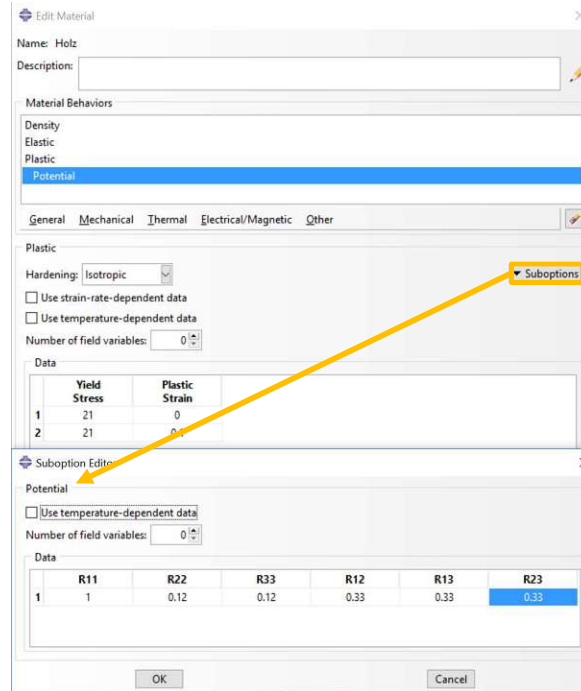 Edit Material
Name: Holz
Description:
Material Behaviors
Density
Elastic
Plastic
Potential
General Mechanical Thermal Electrical/Magnetic Other
Plastic
Hardening: Isotropic
Suboptions
Use strain-rate-dependent data
Use temperature-dependent data
Number of field variables: 0
Data
Yield Stress Plastic Strain
1 21 0
2 21
Suboption Editor
Potential
Use temperature-dependent data
Number of field variables: 0
Data
R11 R22 R33 R12 R13 R23
1 1 0.12 0.12 0.33 0.33 0.33
OK Cancel